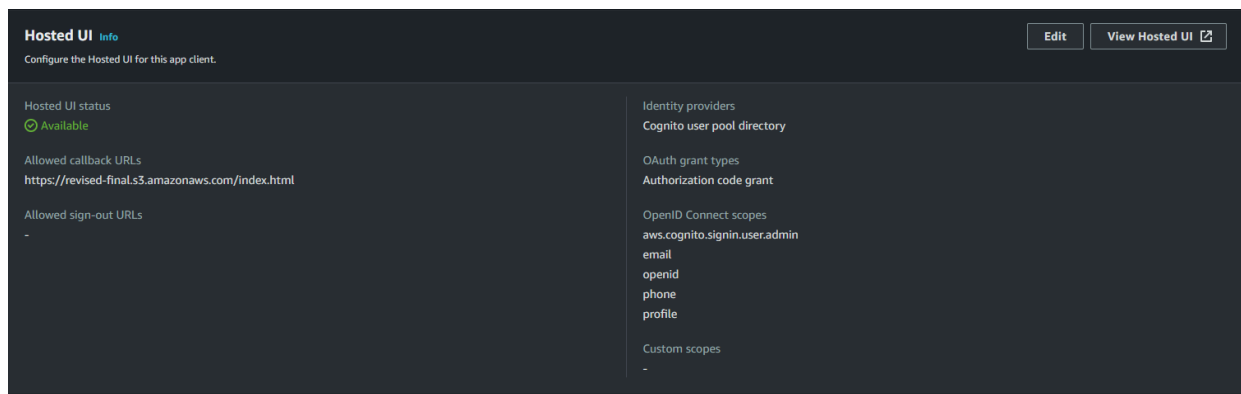 Hosted UI Info
Edit
View Hosted UI
Configure the Hosted UI for this app client.
Hosted UI status
Available
Allowed callback URLs
https://revised-final.s3.amazonaws.com/index.html
Allowed sign-out URLs
-
Identity providers
Cognito user pool directory
OAuth grant types
Authorization code grant
OpenID Connect scopes
aws.cognito.signin.user.admin
email
openid
phone
profile
Custom scopes
-